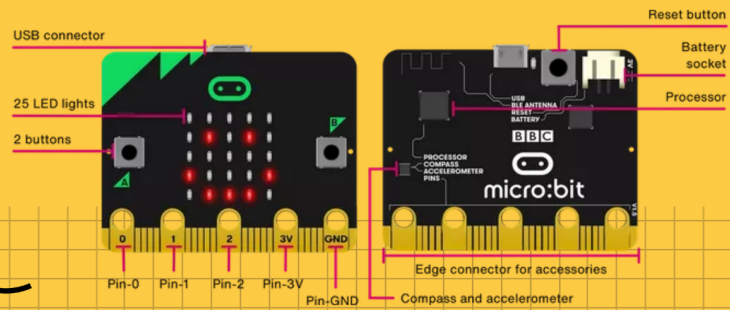 USB connector
25 LED lights
2 buttons
A
B
0 1 2 3V GND
Pin-0 Pin-1 Pin-2 Pin-3V
Pin-GND
Reset button
Battery
socket
Processor
USB
BLE ANTENNA
RESET
BATTERY
BBC
PROCESSOR
COMPASS
ACCELEROMETER
PINS
micro:bit
Edge connector for accessories
Compass and accelerometer